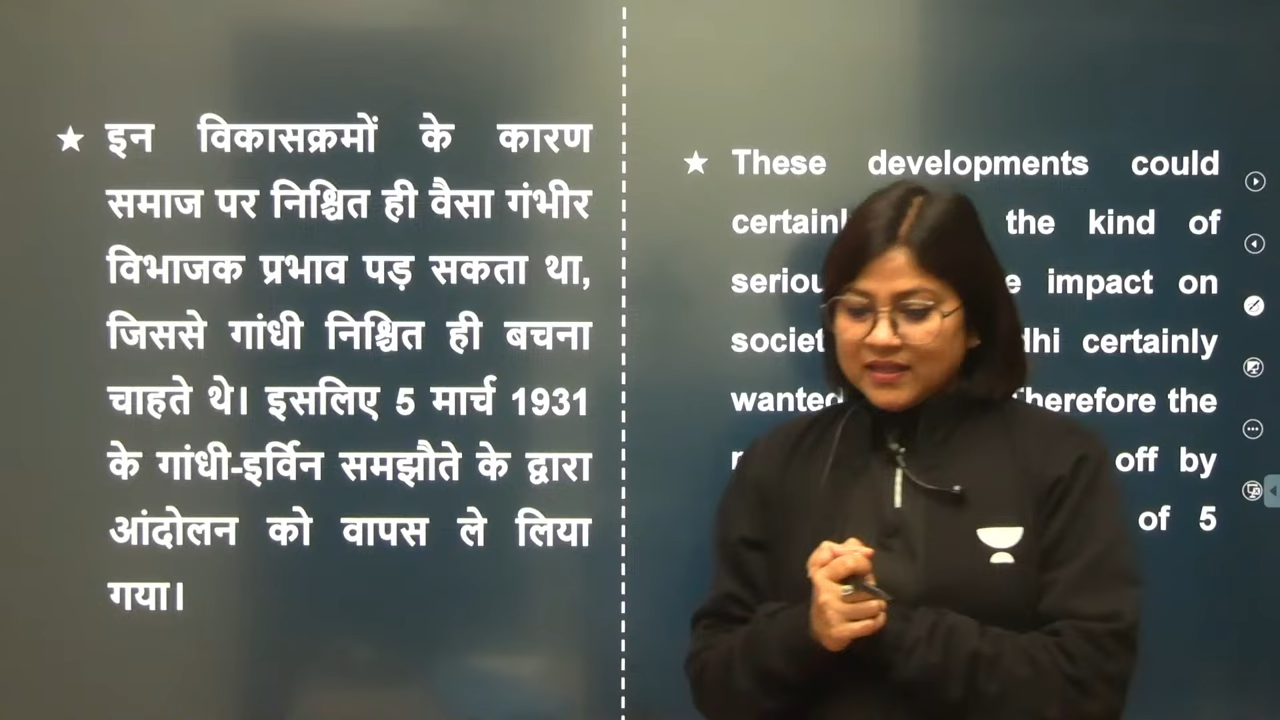 ★ इन विकासक्रमों के कारण
समाज पर निश्चित ही वैसा गंभीर
विभाजक प्रभाव पड़ सकता था,
जिससे गांधी निश्चित ही बचना
चाहते थे। इसलिए 5 मार्च 1931
के गांधी-इर्विन समझौते के द्वारा
आंदोलन को वापस ले लिया
गया।
★ These developments could
the kind of
impact on
certainly
wanted Therefore the
off by
of 5